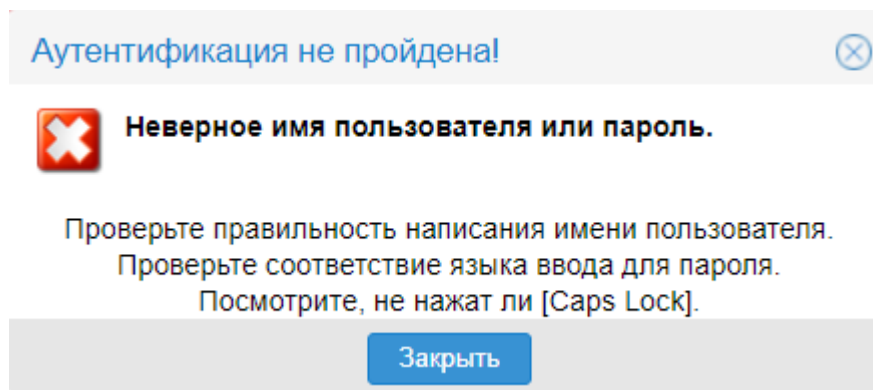 Аутентификация не пройдена!
Неверное имя пользователя или пароль.
Проверьте правильность написания имени пользователя.
Проверьте соответствие языка ввода для пароля.
Посмотрите, не нажат ли [Caps Lock].
Закрыть